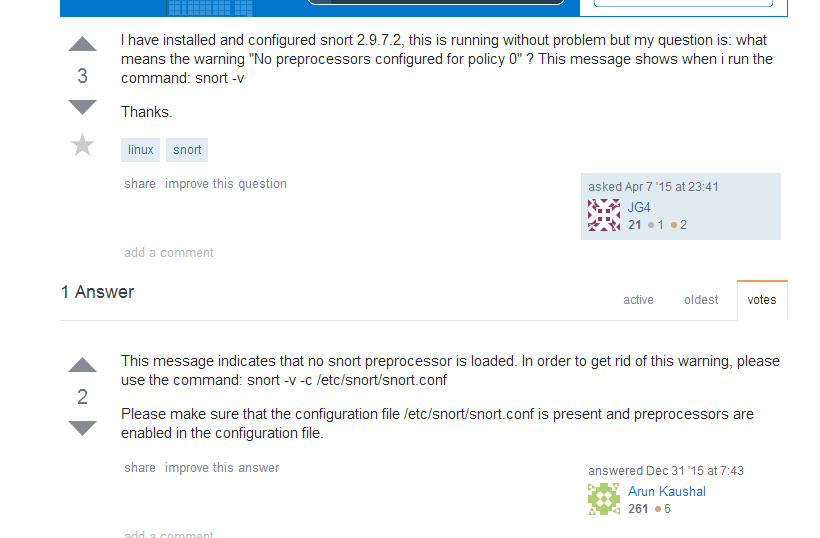 I have installed and configured snort 2.9.7.2, this is running without problem but my question is: what
means the warning "No preprocessors configured for policy 0" ? This message shows when i run the
command: snort -v
3
Thanks.
linux snort
share improve this question
asked Apr 7 '15 at 23:41
JG4
21 1 2
add a comment
1 Answer
active oldest votes
This message indicates that no snort preprocessor is loaded. In order to get rid of this warning, please
use the command: snort -v -c /etc/snort/snort.conf
2
Please make sure that the configuration file /etc/snort/snort.conf is present and preprocessors are
enabled in the configuration file.
share improve this answer
answered Dec 31 '15 at 7:43
Arun Kaushal
261 6
add a comment